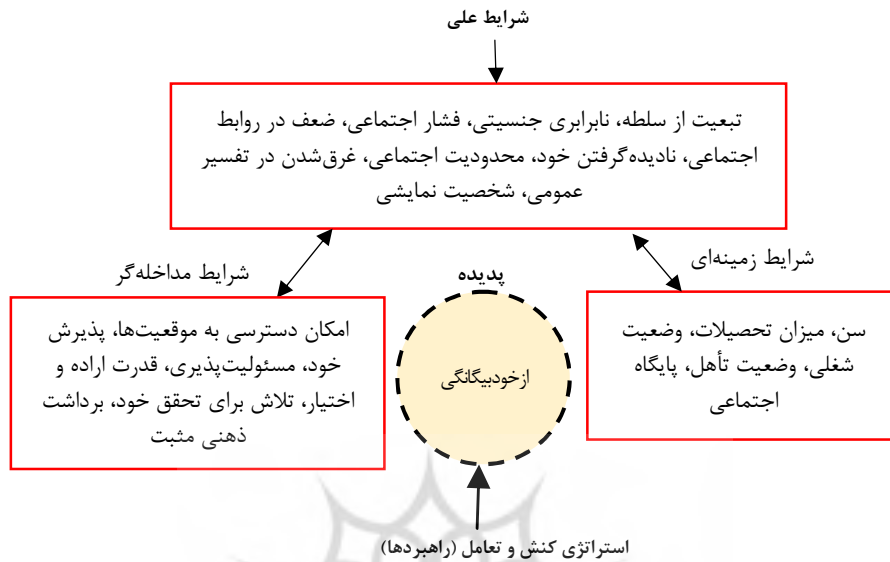 شرایط علی
تبعیت از سلطه، نابرابری جنسیتی، فشار اجتماعی، ضعف در روابط
اجتماعی، نادیده‌گرفتن خود، محدودیت اجتماعی، غرق‌شدن در تفسیر
عمومی، شخصیت نمایشی
شرایط زمینه‌ای
پدیده
شرایط مداخله‌گر
سن، میزان تحصیلات، وضعیت
شغلی، وضعیت تأهل، پایگاه
اجتماعی
ازخودبیگانگی
امکان دسترسی به موقعیت‌ها، پذیرش
خود، مسئولیت‌پذیری، قدرت اراده و
اختیار، تلاش برای تحقق خود، برداشت
ذهنی مثبت
استراتژی کنش و تعامل (راهبردها)